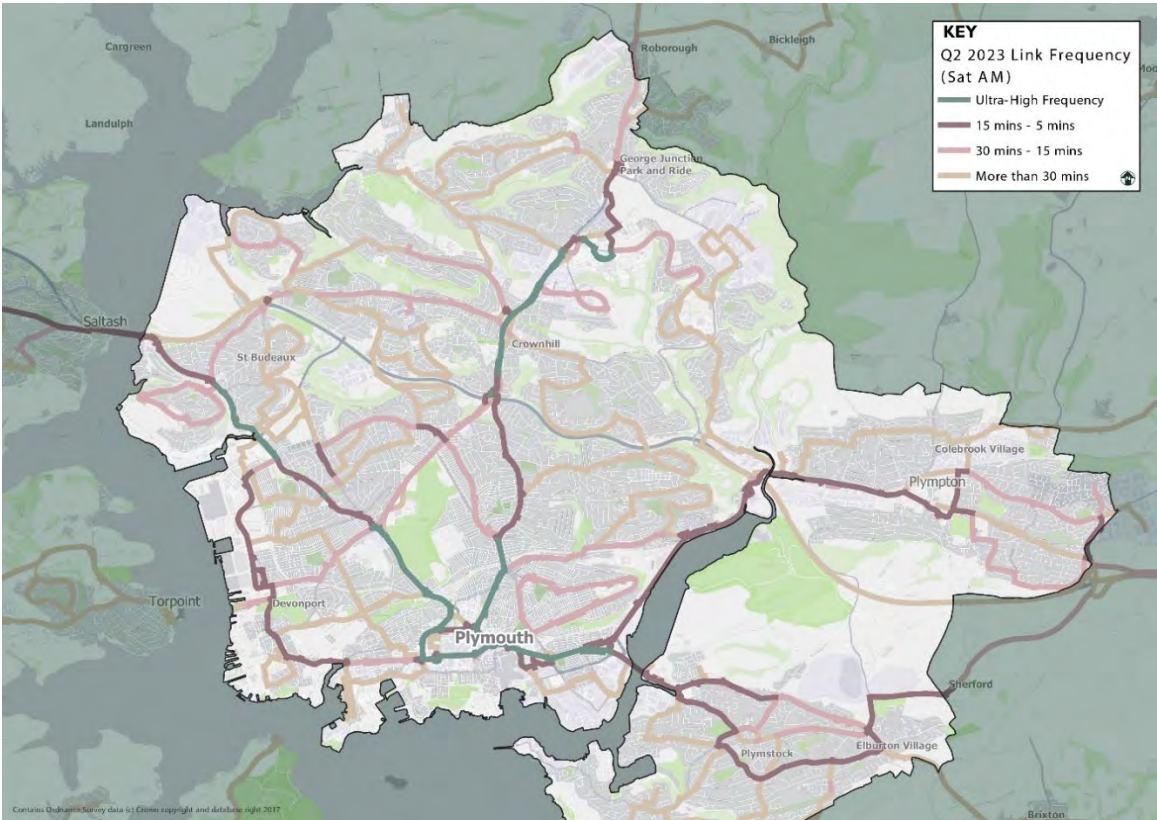 Cargreen
Roborough
Bickleigh
KEY
Q2 2023 Link Frequency
(Sat AM)
Ultra-High Frequency
15 mins - 5 mins
30 mins - 15 mins
More than 30 mins
Landulph
George Junction
Park and Ride
Saltash
St Budeaux
Crownhill
Colebrook Village
Plympton
Torpoint
Devonport
Plymouth
Sherford
Plymstock
Elburton Village
Brixton
Contains Ordnance Survey data (c) Crown copyright and database right 2017